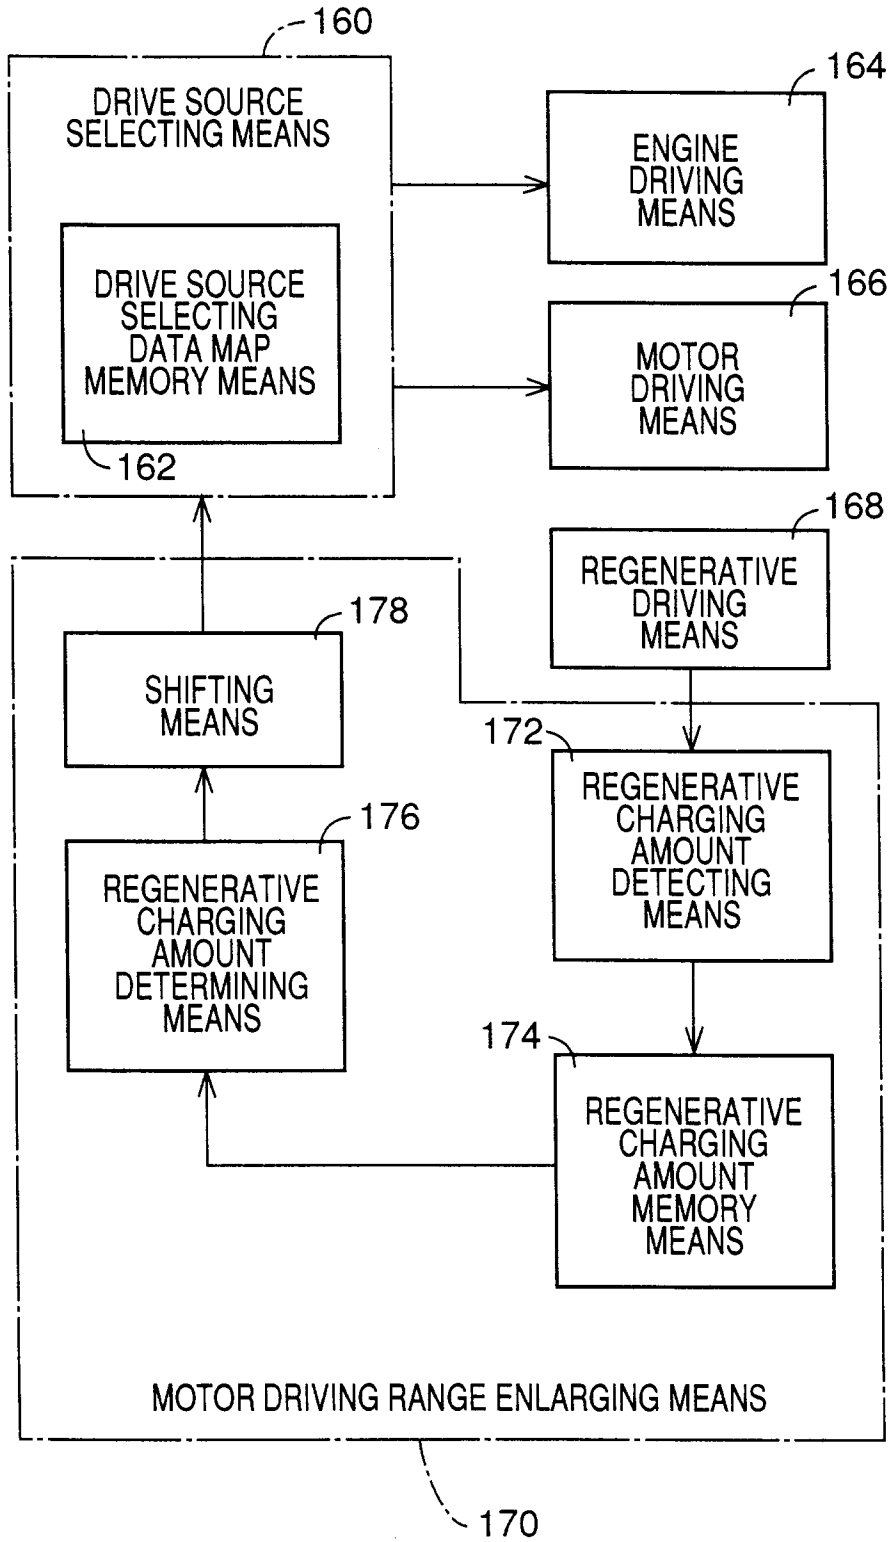 160
DRIVE SOURCE
SELECTING MEANS
DRIVE SOURCE
SELECTING
DATA MAP
MEMORY MEANS
162
164
ENGINE
DRIVING
MEANS
166
MOTOR
DRIVING
MEANS
168
REGENERATIVE
DRIVING
MEANS
178
SHIFTING
MEANS
172
REGENERATIVE
CHARGING
AMOUNT
DETECTING
MEANS
176
REGENERATIVE
CHARGING
AMOUNT
DETERMINING
MEANS
174
REGENERATIVE
CHARGING
AMOUNT
MEMORY
MEANS
MOTOR DRIVING RANGE ENLARGING MEANS
170